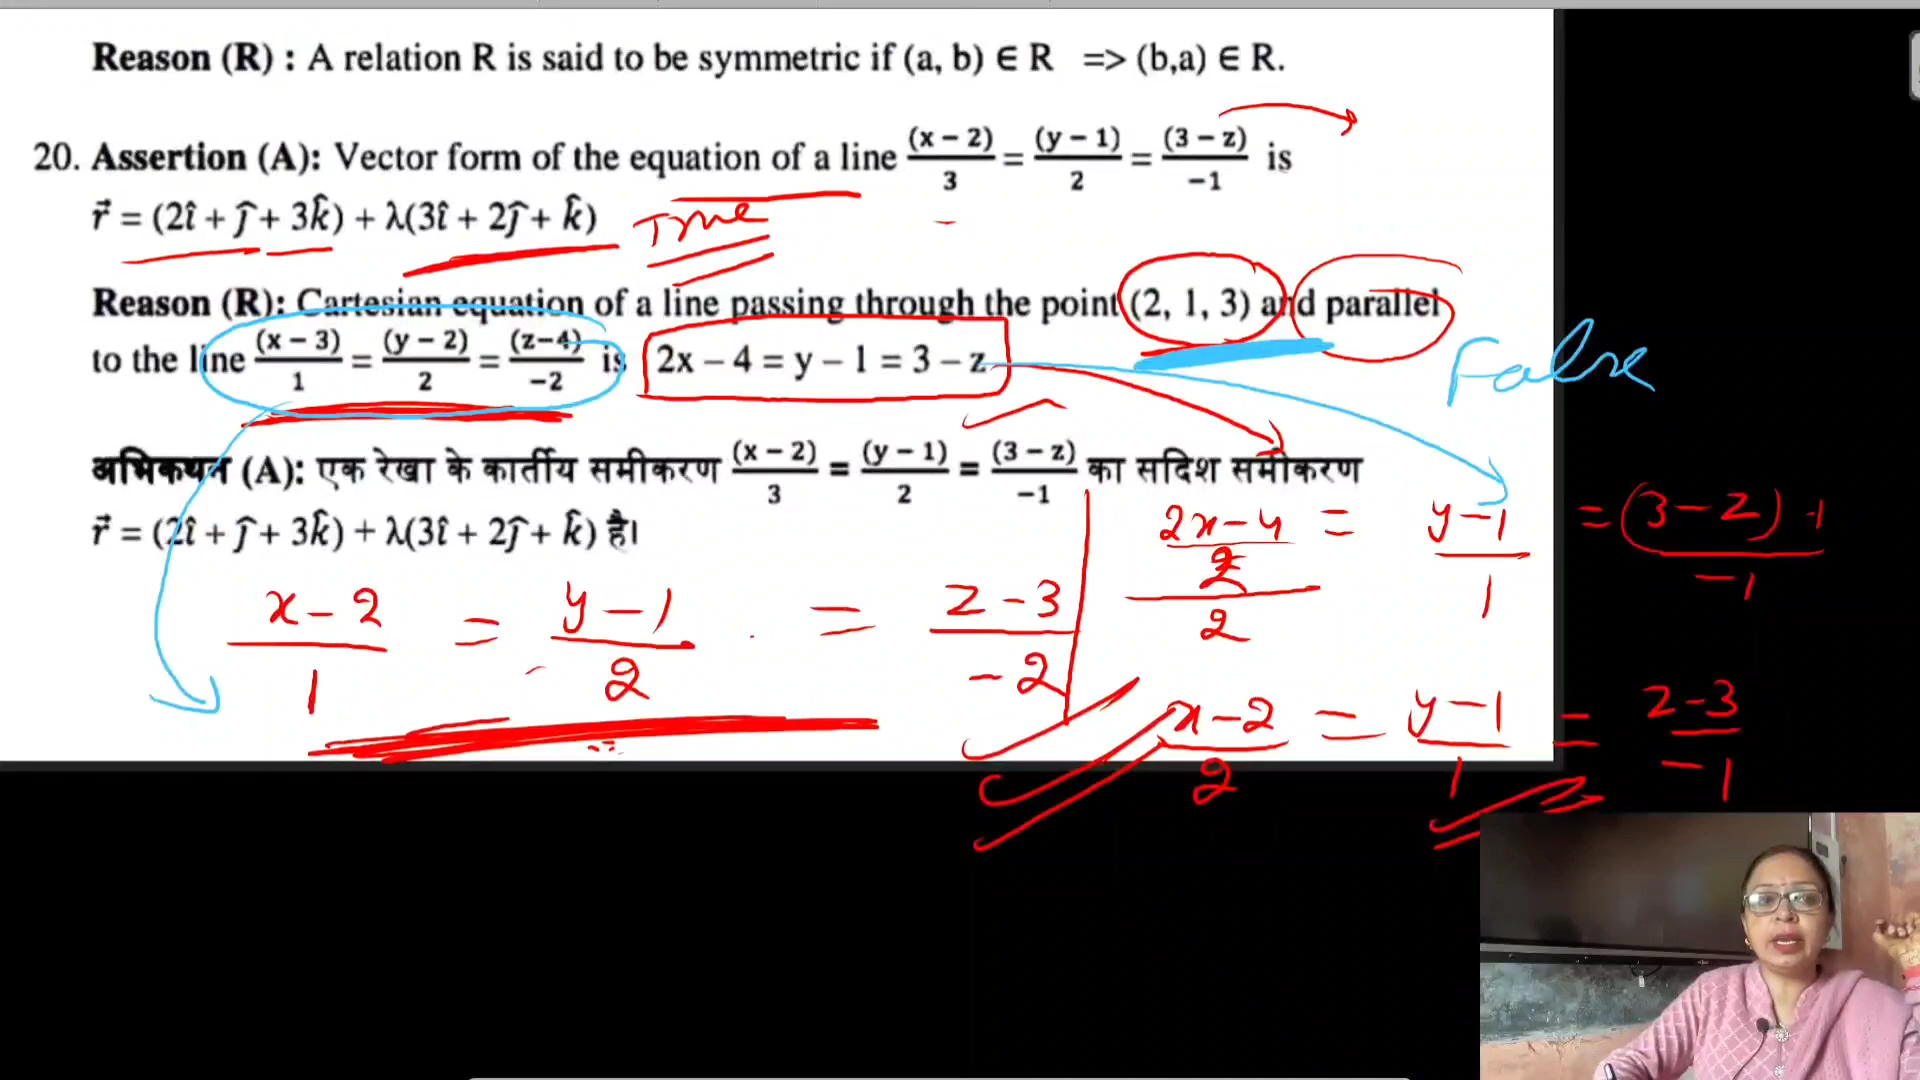 Reason (R) : A relation R is said to be symmetric if (a, b) ∈ R => (b,a) ∈ R.
20. Assertion (A): Vector form of the equation of a line (x – 2)/3 = (y – 1)/2 = (3 – z)/-1 is
r⃗ = (2î + ĵ + 3k̂) + λ(3î + 2ĵ + k̂) True
Reason (R): Cartesian equation of a line passing through the point (2, 1, 3) and parallel
to the line (x – 3)/1 = (y – 2)/2 = (z–4)/-2 is 2x – 4 = y – 1 = 3 – z False
अभिकथन (A): एक रेखा के कार्तीय समीकरण (x – 2)/3 = (y – 1)/2 = (3 – z)/-1 का सदिश समीकरण
r⃗ = (2î + ĵ + 3k̂) + λ(3î + 2ĵ + k̂) है।
x-2/1 = y-1/2 = z-3/-2
2x-4/2/2 = y-1/1 = (3-z)·1/-1
x-2/2 = y-1/1 = z-3/-1